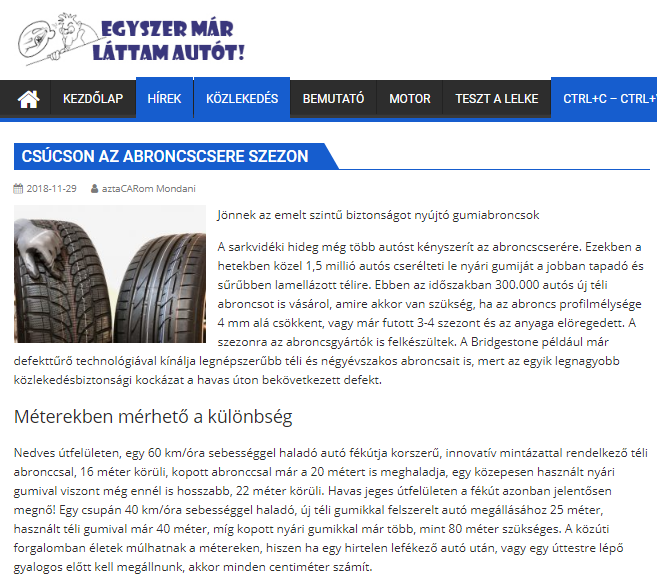 EGYSZER MÁR
LÁTTAM AUTÓT!
KEZDŐLAP HÍREK KÖZLEKEDÉS BEMUTATÓ MOTOR TESZT A LELKE CTRL+C – CTRL+
CSÚCSON AZ ABRONCSCSERE SZEZON
2018-11-29 aztaCARom Mondani
Jönnek az emelt szintű biztonságot nyújtó gumiabroncsok
A sarkvidéki hideg még több autóst kényszerít az abroncscserére. Ezekben a
hetekben közel 1,5 millió autós cserélteti le nyári gumiját a jobban tapadó és
sűrűbben lamellázott télire. Ebben az időszakban 300.000 autós új téli
abroncsot is vásárol, amire akkor van szükség, ha az abroncs profilmélysége
4 mm alá csökkent, vagy már futott 3-4 szezont és az anyaga elöregedett. A
szezonra az abroncsgyártók is felkészültek. A Bridgestone például már
defekttűrő technológiával kínálja legnépszerűbb téli és négyévszakos abroncsait is, mert az egyik legnagyobb
közlekedésbiztonsági kockázat a havas úton bekövetkezett defekt.
Méterekben mérhető a különbség
Nedves útfelületen, egy 60 km/óra sebességgel haladó autó fékútja korszerű, innovatív mintázattal rendelkező téli
abronccsal, 16 méter körüli, kopott abronccsal már a 20 métert is meghaladja, egy közepesen használt nyári
gumival viszont még ennél is hosszabb, 22 méter körüli. Havas jeges útfelületen a fékút azonban jelentősen
megnő! Egy csupán 40 km/óra sebességgel haladó, új téli gumikkal felszerelt autó megállásához 25 méter,
használt téli gumival már 40 méter, míg kopott nyári gumikkal már több, mint 80 méter szükséges. A közúti
forgalomban életek múlhatnak a métereken, hiszen ha egy hirtelen lefékező autó után, vagy egy úttestre lépő
gyalogos előtt kell megállnunk, akkor minden centiméter számít.